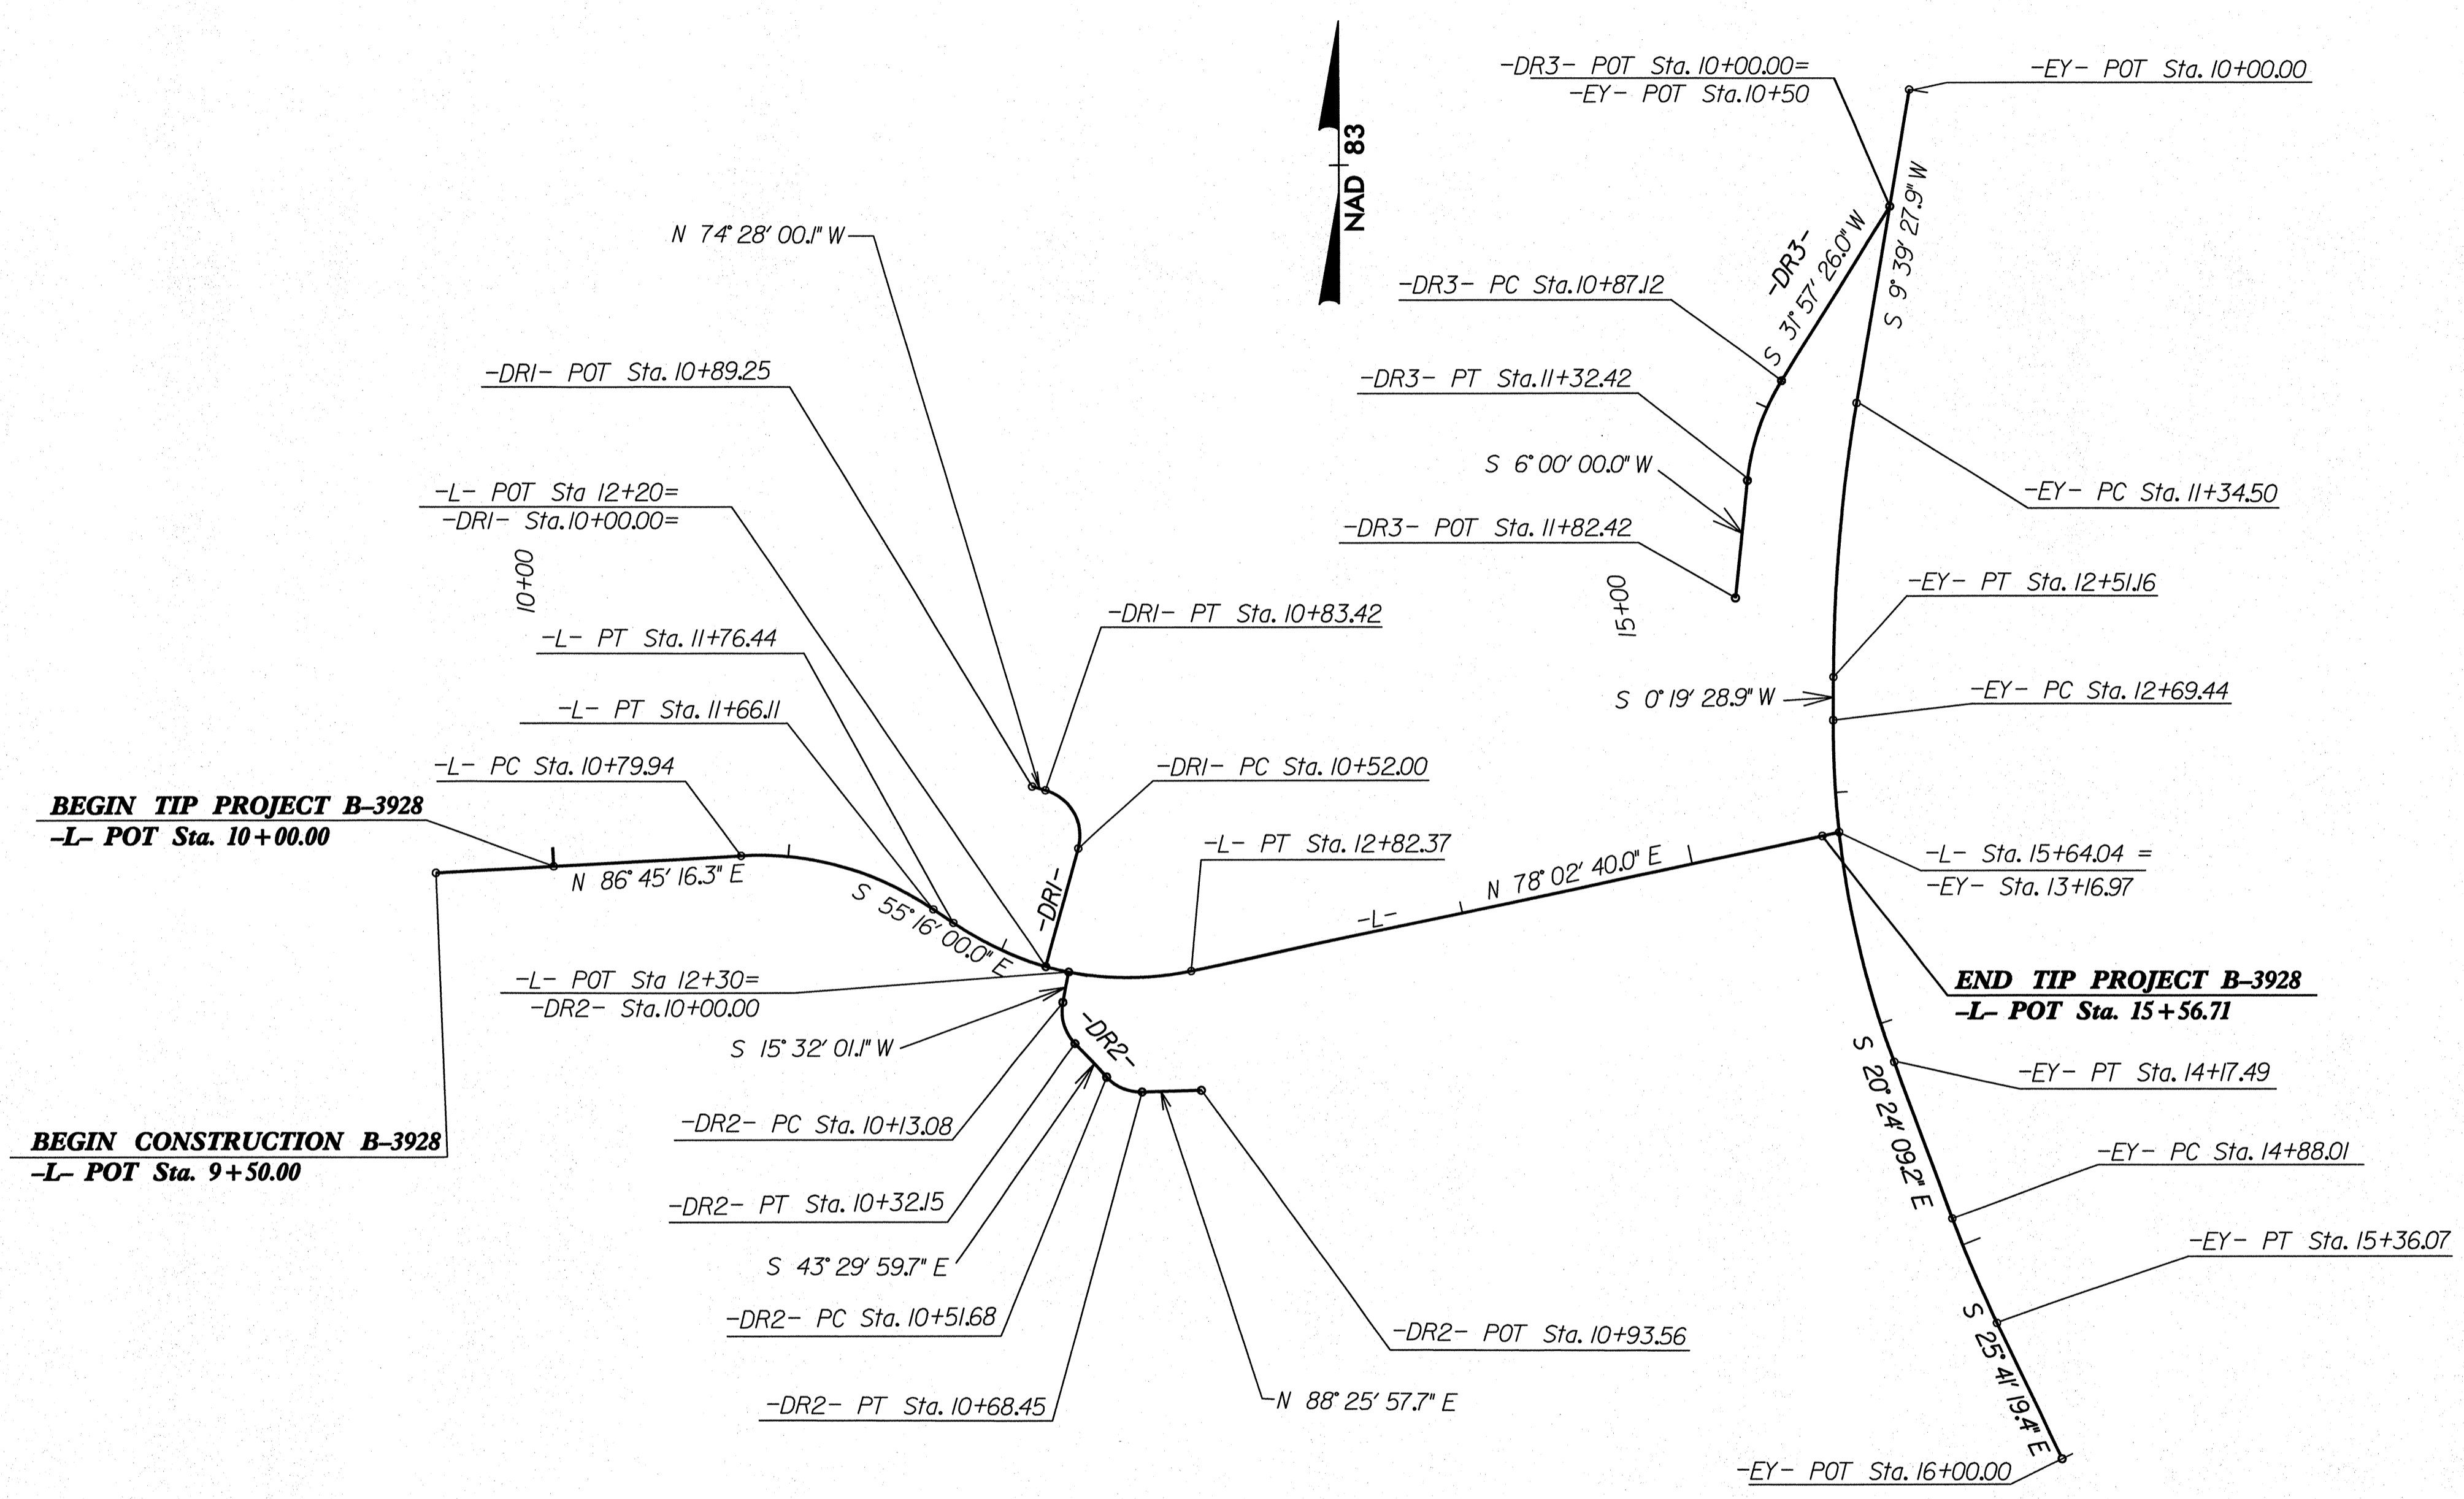 -DR3- POT Sta. 10+00.00=
-EY- POT Sta. 10+50
-EY- POT Sta. 10+00.00
NAD 83
N 74° 28' 00.1" W
-DR3-
S 31° 57' 26.0" W
S 9° 39' 27.9" W
-DR3- PC Sta. 10+87.12
-DR1- POT Sta. 10+89.25
-DR3- PT Sta. 11+32.42
S 6° 00' 00.0" W
-EY- PC Sta. 11+34.50
-L- POT Sta 12+20=
-DR1- Sta. 10+00.00=
-DR3- POT Sta. 11+82.42
10+00
15+00
-EY- PT Sta. 12+51.16
-DR1- PT Sta. 10+83.42
-L- PT Sta. 11+76.44
S 0° 19' 28.9" W
-EY- PC Sta. 12+69.44
-L- PT Sta. 11+66.11
-L- PC Sta. 10+79.94
-DR1- PC Sta. 10+52.00
BEGIN TIP PROJECT B-3928
-L- POT Sta. 10+00.00
-L- PT Sta. 12+82.37
-L- Sta. 15+64.04 =
-EY- Sta. 13+16.97
N 86° 45' 16.3" E
S 55° 16' 00.0" E
-DR1-
-L-
N 78° 02' 40.0" E
-L- POT Sta 12+30=
-DR2- Sta. 10+00.00
END TIP PROJECT B-3928
-L- POT Sta. 15+56.71
S 15° 32' 01.1" W
-DR2-
S 20° 24' 09.2" E
-EY- PT Sta. 14+17.49
-DR2- PC Sta. 10+13.08
BEGIN CONSTRUCTION B-3928
-L- POT Sta. 9+50.00
-EY- PC Sta. 14+88.01
-DR2- PT Sta. 10+32.15
-EY- PT Sta. 15+36.07
S 43° 29' 59.7" E
-DR2- PC Sta. 10+51.68
-DR2- POT Sta. 10+93.56
S 25° 41' 19.4" E
-DR2- PT Sta. 10+68.45
N 88° 25' 57.7" E
-EY- POT Sta. 16+00.00